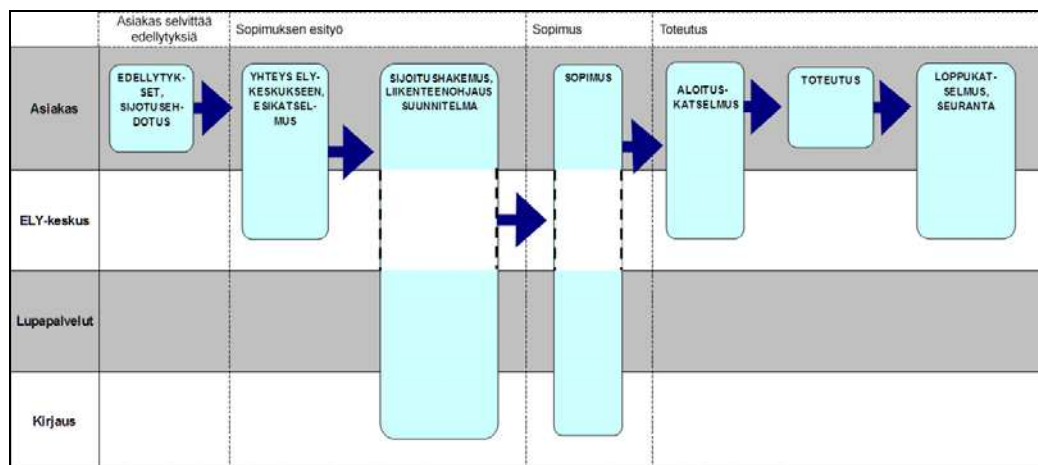 Asiakas selvittää
edellytyksiä
Sopimuksen esityö
Sopimus
Toteutus
Asiakas
EDELLYTYK-
SET,
SIJOTUSEH-
DOTUS
YHTEYS ELY-
KESKUKSEEN,
ESIKATSEL-
MUS
SIJOITUSHAKEMUS,
LIIKENTEENOHJAUS
SUUNNITELMA
SOPIMUS
ALOITUS-
KATSELMUS
TOTEUTUS
LOPPUKAT-
SELMUS,
SEURANTA
ELY-keskus
Lupapalvelut
Kirjaus